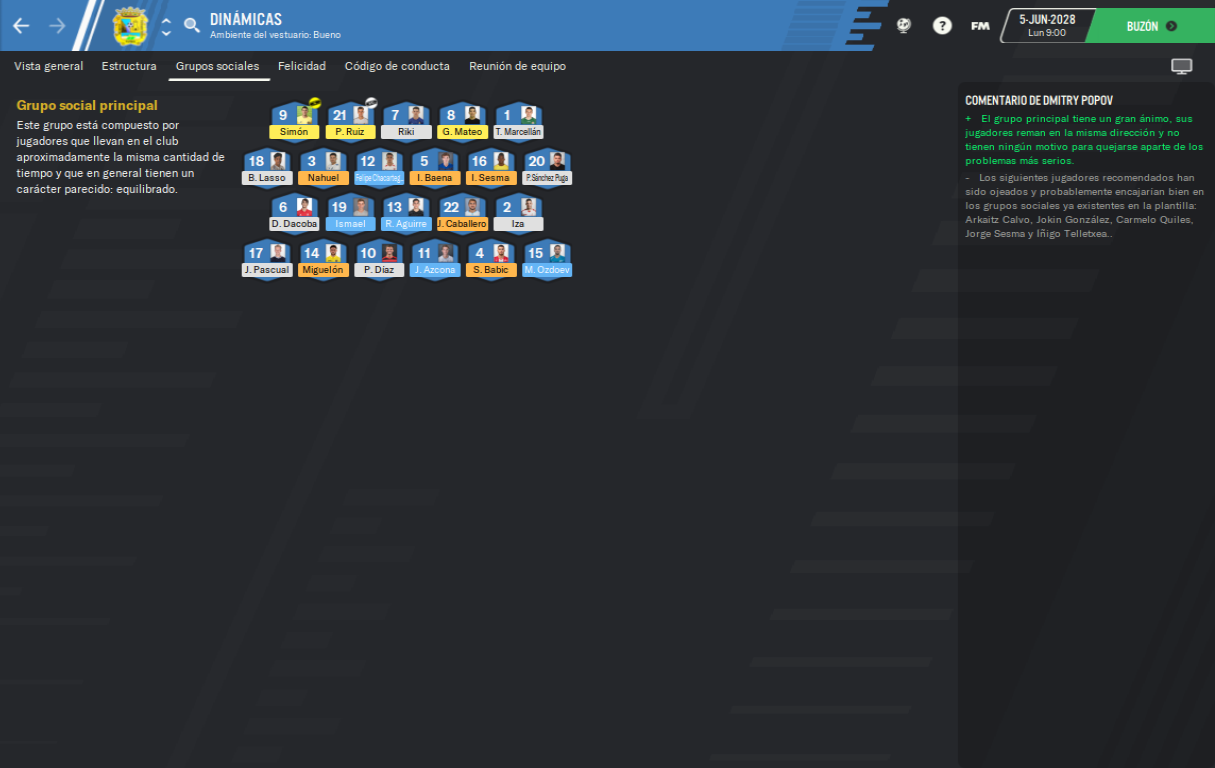 DINÁMICAS
Ambiente del vestuario: Bueno
?
FM
5-JUN-2028
Lun 9:00
BUZÓN
Vista general
Estructura
Grupos sociales
Felicidad
Código de conducta
Reunión de equipo
Grupo social principal
Este grupo está compuesto por
jugadores que llevan en el club
aproximadamente la misma cantidad de
tiempo y que en general tienen un
carácter parecido: equilibrado.
9 21 7 8 1
Simón P. Ruiz Riki G. Mateo T. Marcellán
18 3 12 5 16 20
B. Lasso Nahuel Felipe Chacarteg... I. Baena I. Sesma P. Sánchez Puga
6 19 13 22 2
D. Dacoba Ismael R. Aguirre J. Caballero Iza
17 14 10 11 4 15
J. Pascual Miguelón P. Díaz J. Azcona S. Babic M. Ozdoev
COMENTARIO DE DMITRY POPOV
+ El grupo principal tiene un gran ánimo, sus
jugadores reman en la misma dirección y no
tienen ningún motivo para quejarse aparte de los
problemas más serios.
- Los siguientes jugadores recomendados han
sido ojeados y probablemente encajarían bien en
los grupos sociales ya existentes en la plantilla:
Arkaitz Calvo, Jokin González, Carmelo Quiles,
Jorge Sesma y Iñigo Telletxea..